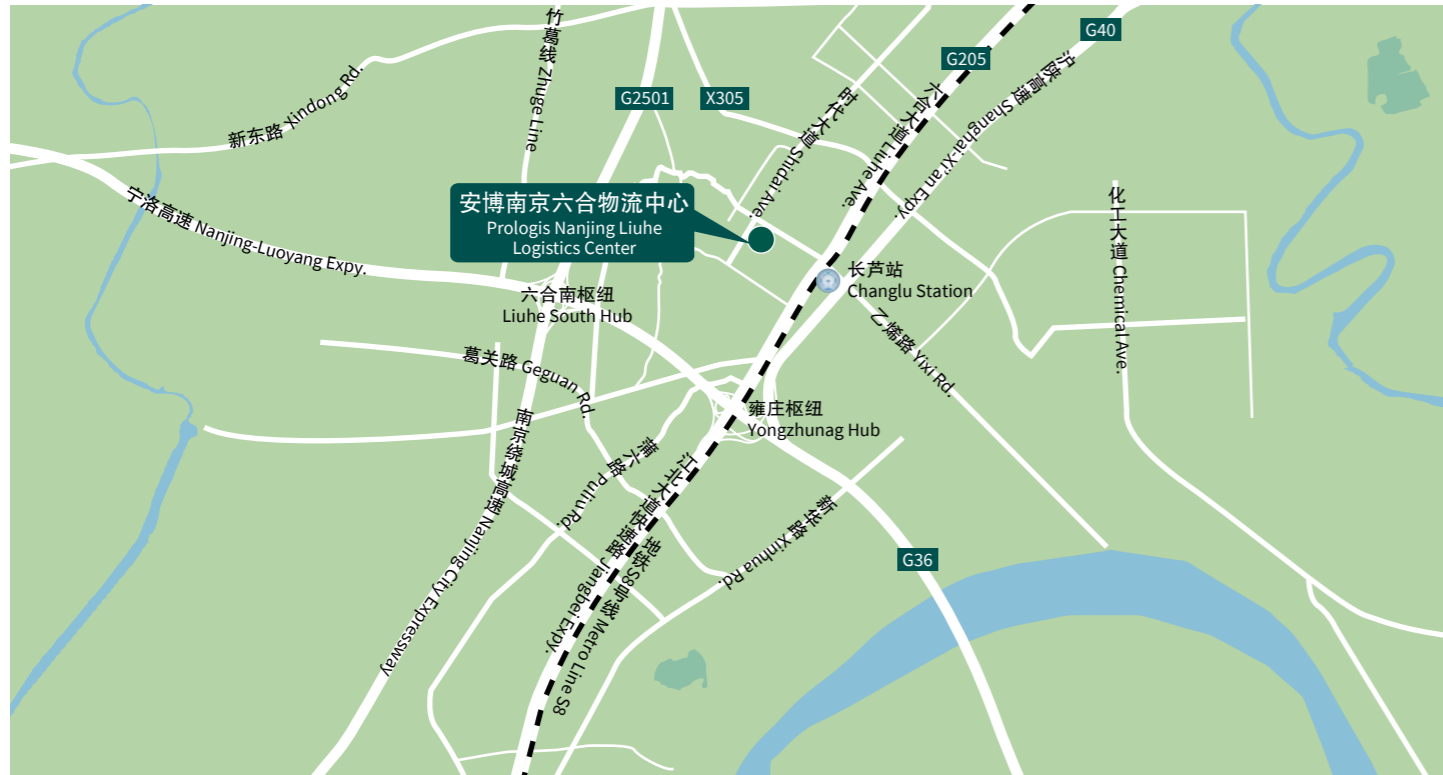 G40
G205
G2501
X305
竹葛线 Zhuge Line
新东路 Xindong Rd.
时代大道 Shidai Ave.
六合大道 Liuhe Ave.
沪陕高速 Shanghai-Xi'an Expy.
宁洛高速 Nanjing-Luoyang Expy.
安博南京六合物流中心
Prologis Nanjing Liuhe
Logistics Center
化工大道 Chemical Ave.
长芦站
Changlu Station
六合南枢纽
Liuhe South Hub
乙烯路 Yixi Rd.
葛关路 Geguan Rd.
雍庄枢纽
Yongzhunag Hub
南京绕城高速 Nanjing City Expressway
蒲六路 Puliu Rd.
江北大道快速路 Jiangbei Expy.
地铁S8号线 Metro Line S8
新华路 Xinhua Rd.
G36